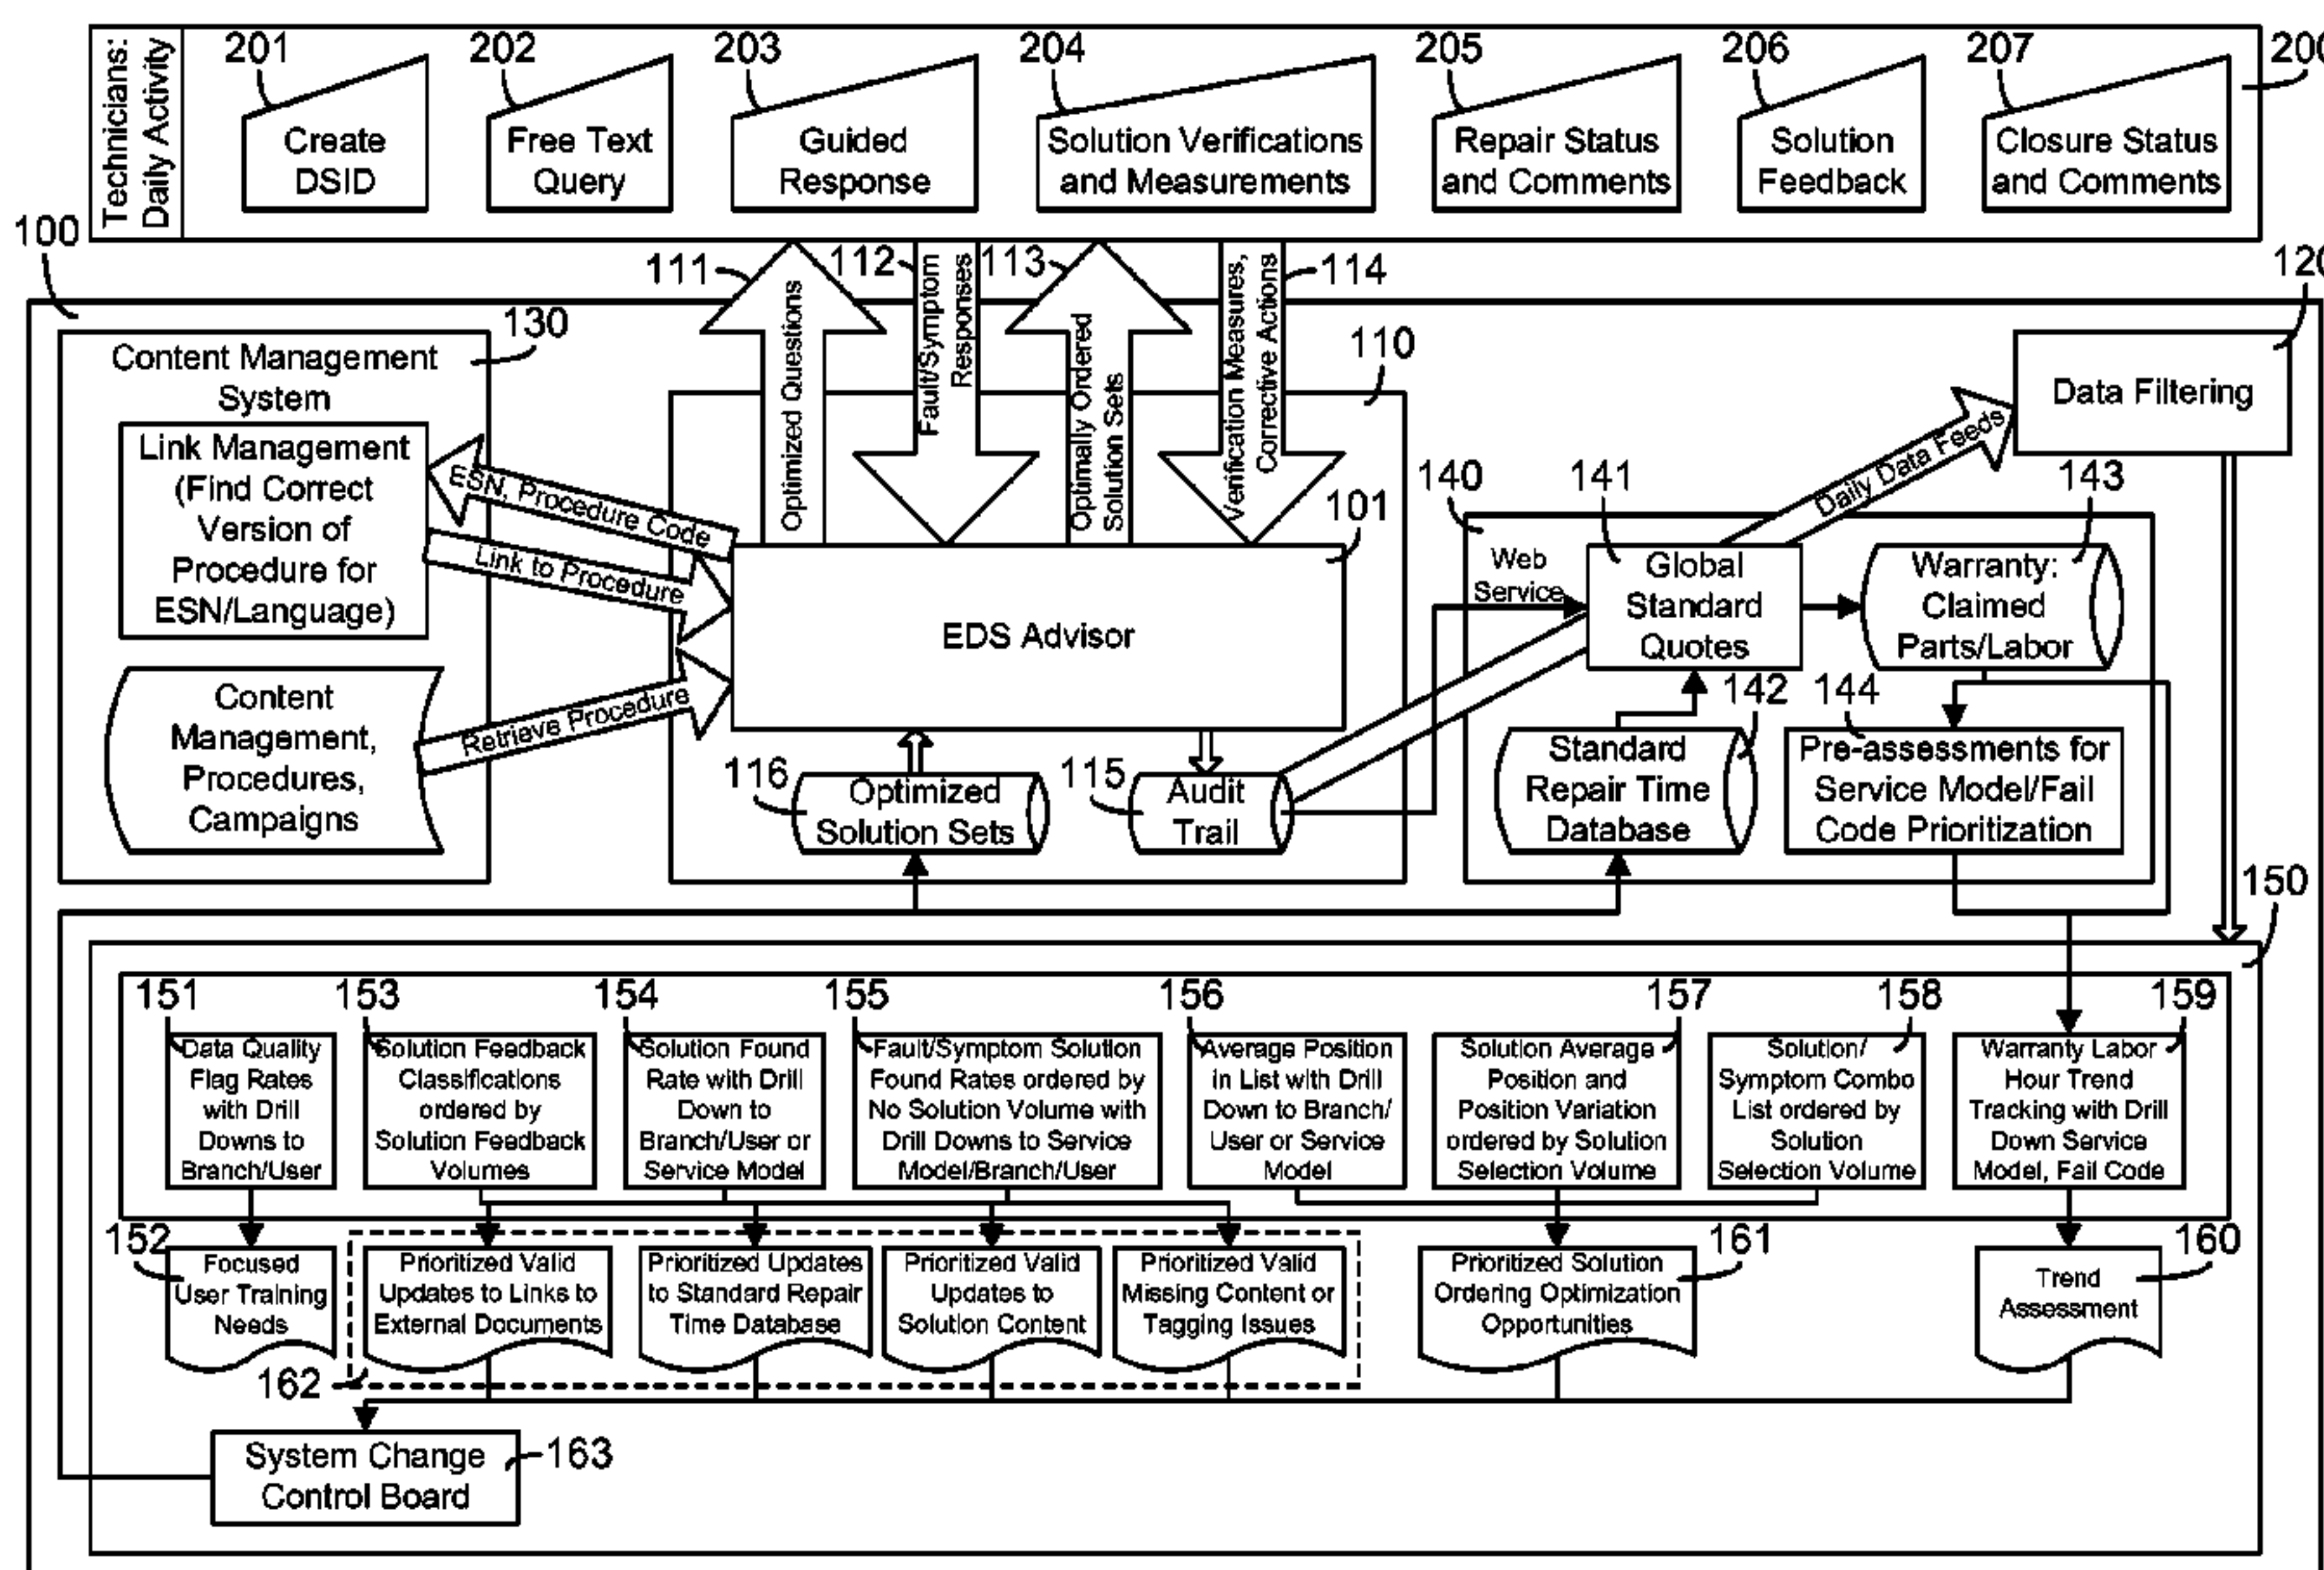 Technicians:
Daily Activity
201
202
203
204
205
206
207
200
Create
DSID
Free Text
Query
Guided
Response
Solution Verifications
and Measurements
Repair Status
and Comments
Solution
Feedback
Closure Status
and Comments
100
111
112
113
114
120
Optimized Questions
Fault/Symptom
Responses
Optimally Ordered
Solution Sets
Verification Measures,
Corrective Actions
130
Content Management
System
Link Management
(Find Correct
Version of
Procedure for
ESN/Language)
Content
Management,
Procedures,
Campaigns
ESN, Procedure Code
Link to Procedure
Retrieve Procedure
110
101
EDS Advisor
116
Optimized
Solution Sets
115
Audit
Trail
Data Filtering
Daily Data Feeds
140
141
143
Web
Service
Global
Standard
Quotes
Warranty:
Claimed
Parts/Labor
142
144
Standard
Repair Time
Database
Pre-assessments for
Service Model/Fail
Code Prioritization
150
151
153
154
155
156
157
158
159
Data Quality
Flag Rates
with Drill
Downs to
Branch/User
Solution Feedback
Classifications
ordered by
Solution Feedback
Volumes
Solution Found
Rate with Drill
Down to
Branch/User or
Service Model
Fault/Symptom Solution
Found Rates ordered by
No Solution Volume with
Drill Downs to Service
Model/Branch/User
Average Position
in List with Drill
Down to Branch/
User or Service
Model
Solution Average
Position and
Position Variation
ordered by Solution
Selection Volume
Solution/
Symptom Combo
List ordered by
Solution
Selection Volume
Warranty Labor
Hour Trend
Tracking with Drill
Down Service
Model, Fail Code
152
Focused
User Training
Needs
Prioritized Valid
Updates to Links to
External Documents
Prioritized Updates
to Standard Repair
Time Database
Prioritized Valid
Updates to
Solution Content
Prioritized Valid
Missing Content or
Tagging Issues
161
Prioritized Solution
Ordering Optimization
Opportunities
160
Trend
Assessment
162
System Change
Control Board
163